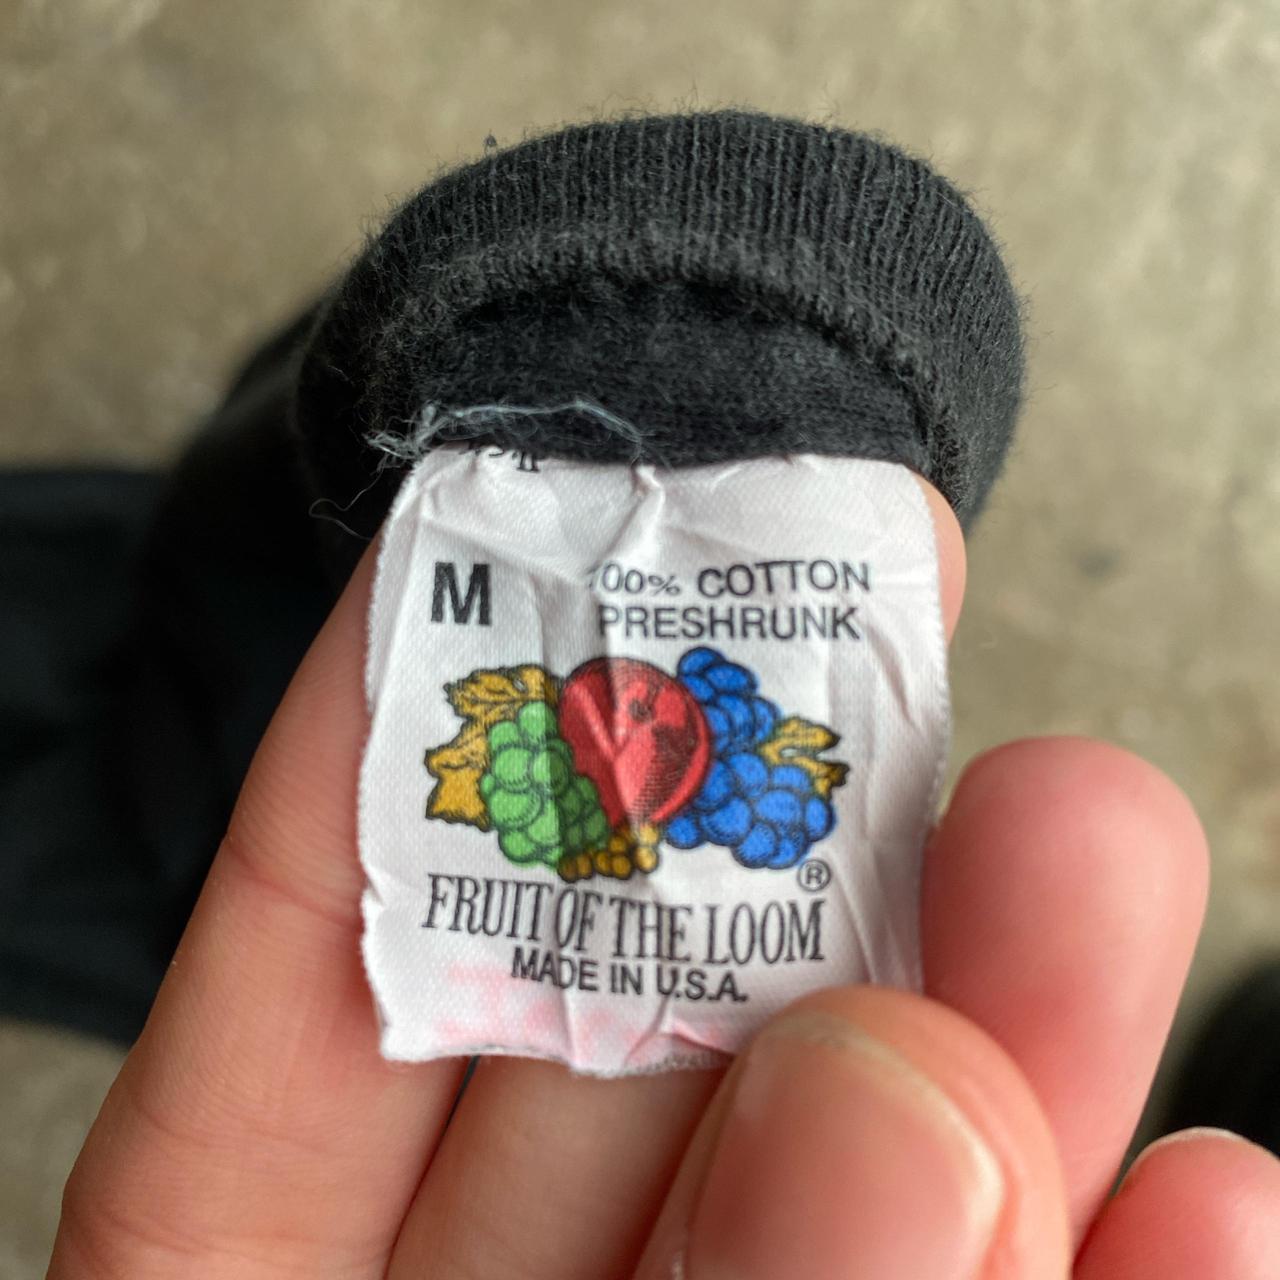 M
100% COTTON
PRESHRUNK
®
FRUIT OF THE LOOM
MADE IN U.S.A.